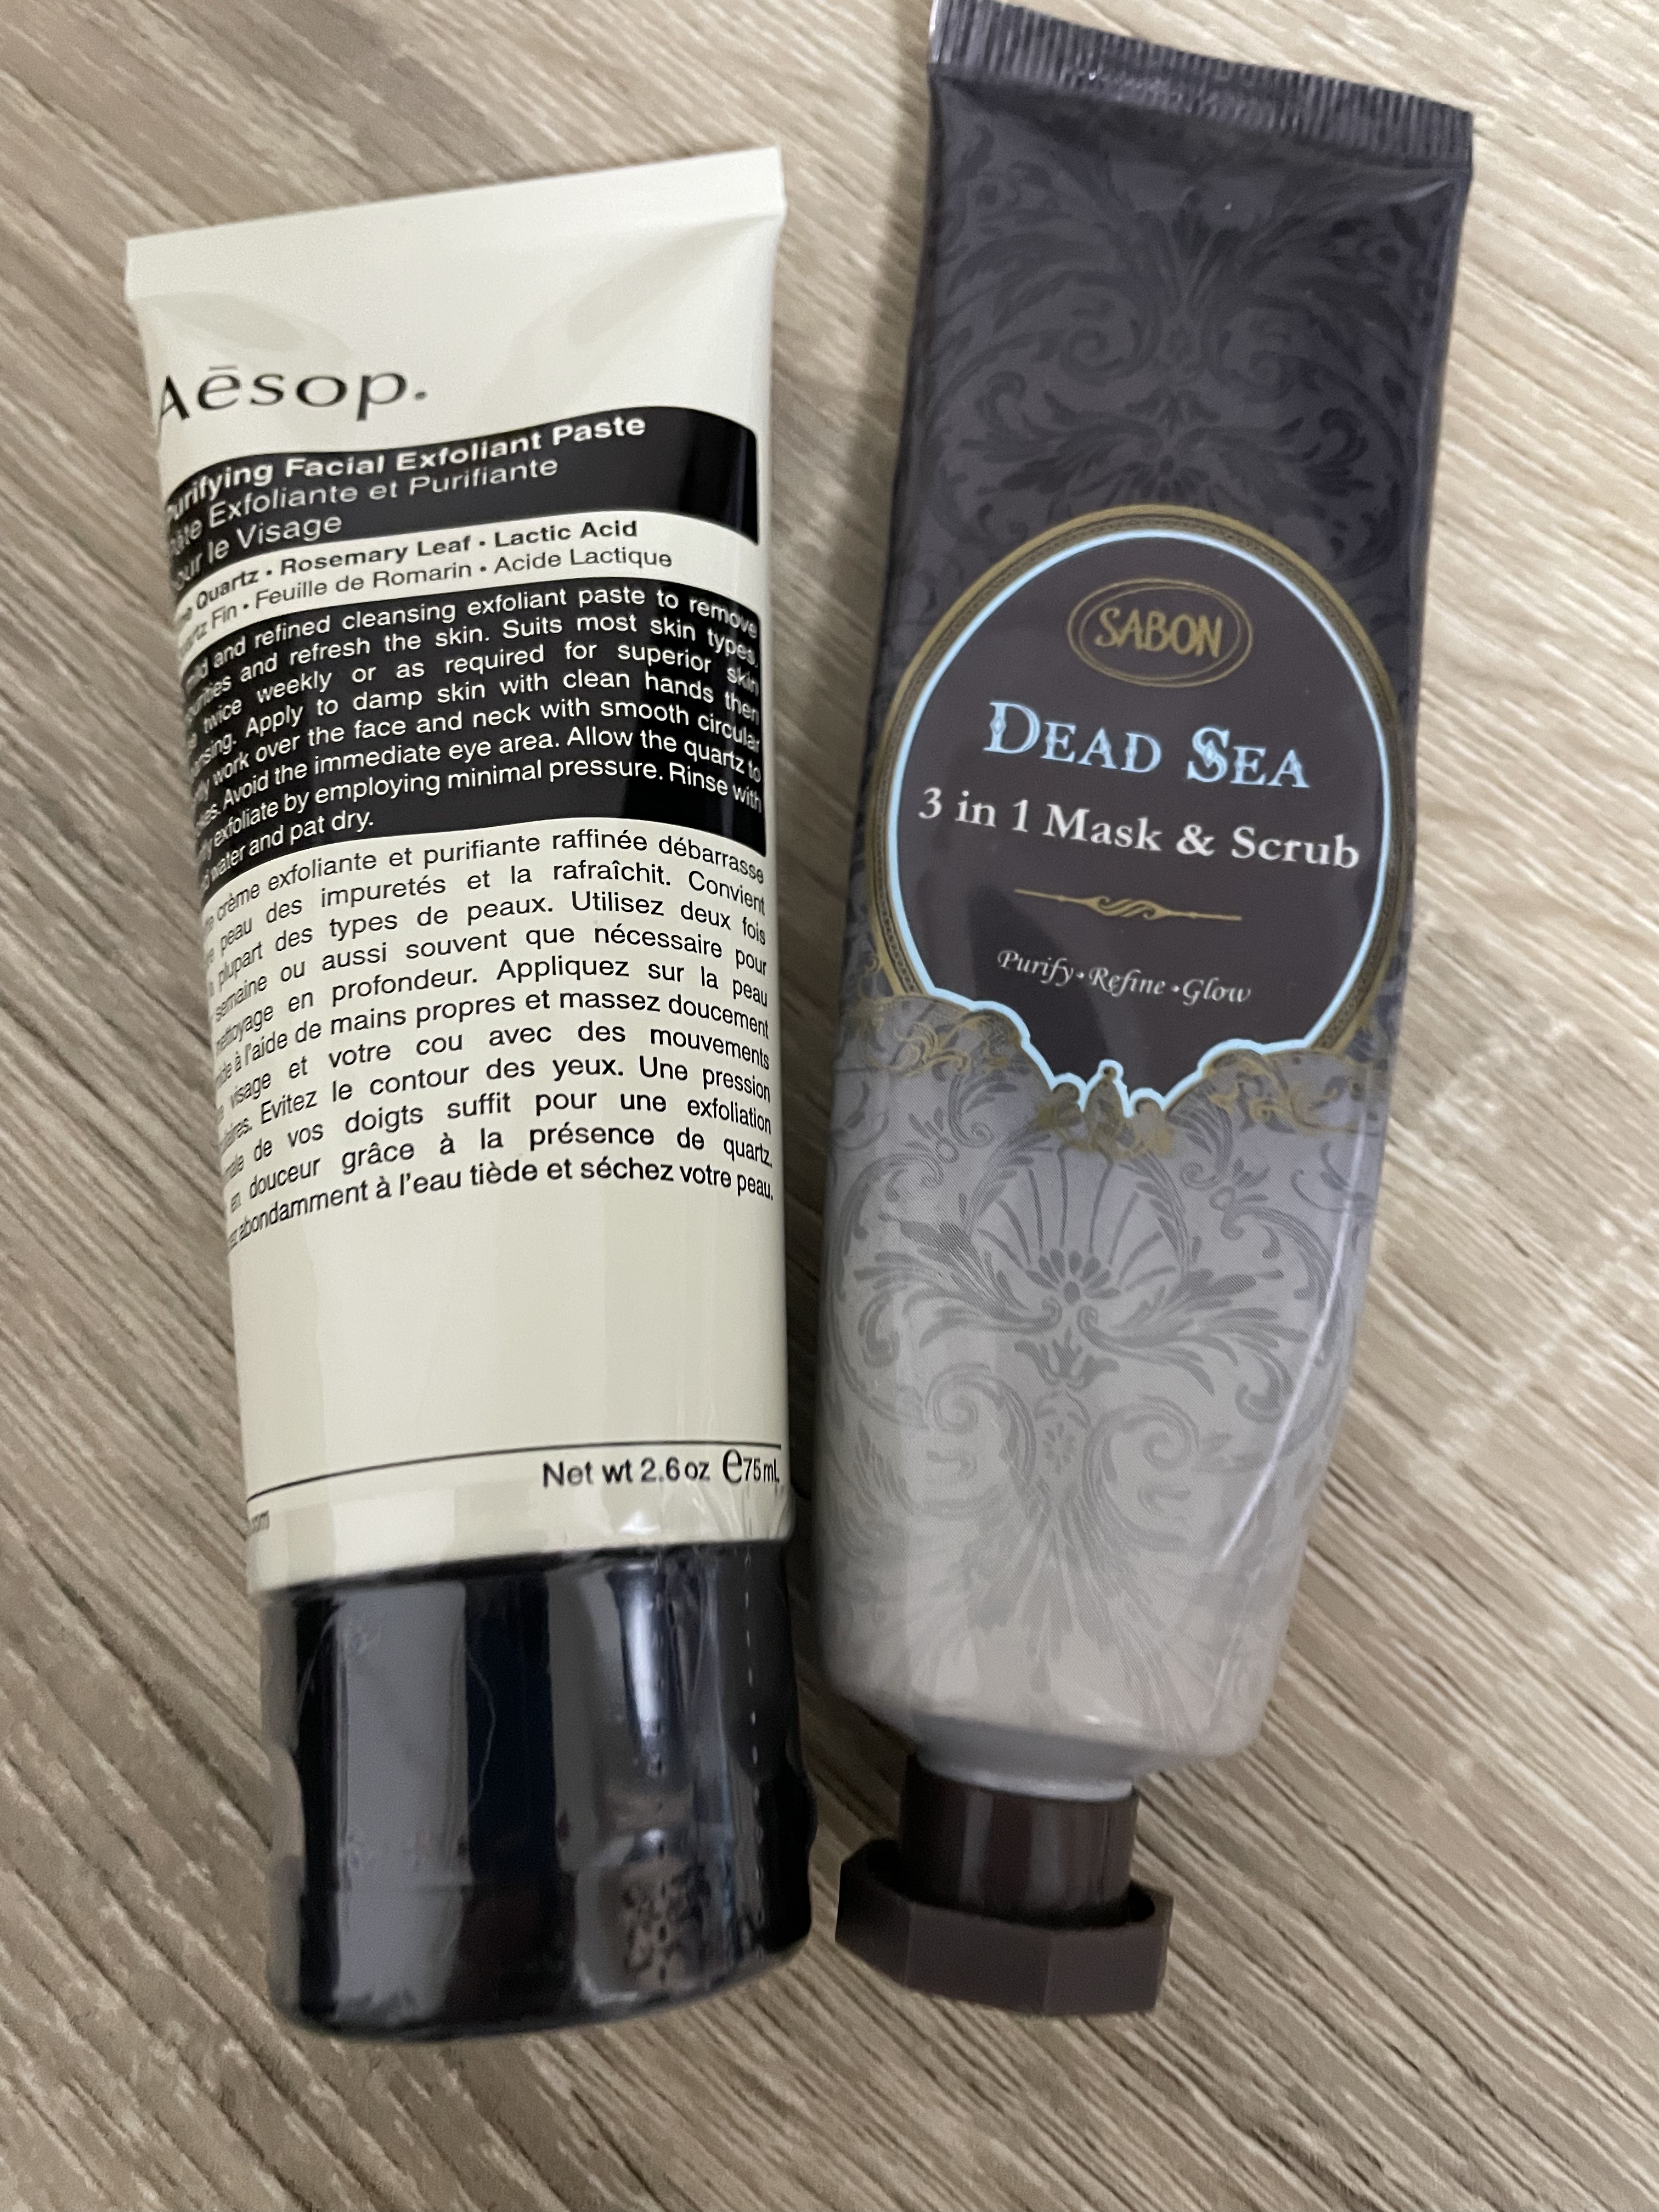 Aēsop.
Purifying Facial Exfoliant Paste
Pâte Exfoliante et Purifiante
our le Visage
Quartz • Rosemary Leaf • Lactic Acid
Fin • Feuille de Romarin • Acide Lactique
and refined cleansing exfoliant paste to remove
and refresh the skin. Suits most skin types.
twice weekly or as required for superior skin
Apply to damp skin with clean hands then
work over the face and neck with smooth circular
Avoid the immediate eye area. Allow the quartz to
exfoliate by employing minimal pressure. Rinse with
water and pat dry.
crème exfoliante et purifiante raffinée débarrasse
peau des impuretés et la rafraîchit. Convient
plupart des types de peaux. Utilisez deux fois
semaine ou aussi souvent que nécessaire pour
nettoyage en profondeur. Appliquez sur la peau
à l'aide de mains propres et massez doucement
visage et votre cou avec des mouvements
Evitez le contour des yeux. Une pression
de vos doigts suffit pour une exfoliation
en douceur grâce à la présence de quartz.
abondamment à l'eau tiède et séchez votre peau.
Net wt 2.6 oz e75 mL
SABON
DEAD SEA
3 in 1 Mask & Scrub
Purify • Refine • Glow